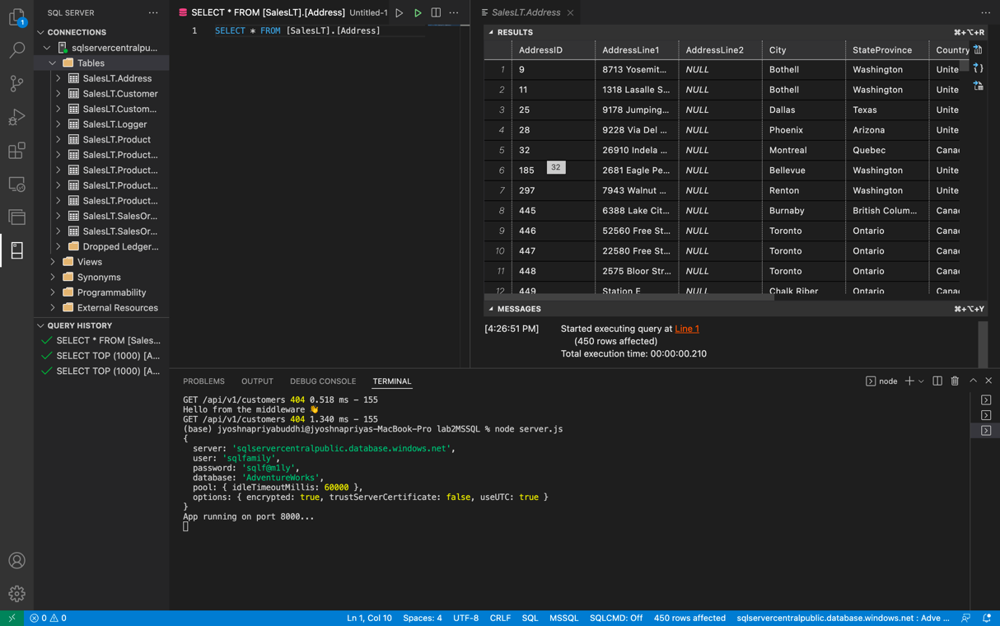 1
SQL SERVER
CONNECTIONS
sqlservercentralpu...
Tables
SalesLT.Address
SalesLT.Customer
SalesLT.Custom...
SalesLT.Logger
SalesLT.Product
SalesLT.Product...
SalesLT.Product...
SalesLT.Product...
SalesLT.Product...
SalesLT.SalesOr...
SalesLT.SalesOr...
Dropped Ledger...
Views
Synonyms
Programmability
External Resources
QUERY HISTORY
SELECT * FROM [Sales...
SELECT TOP (1000) [A...
SELECT TOP (1000) [A...
SELECT * FROM [SalesLT].[Address] Untitled-1
1 SELECT * FROM [SalesLT].[Address]
SalesLT.Address
RESULTS ⌘+⌥+R
AddressID AddressLine1 AddressLine2 City StateProvince Country
1 9 8713 Yosemit... NULL Bothell Washington Unite
2 11 1318 Lasalle S... NULL Bothell Washington Unite
3 25 9178 Jumping... NULL Dallas Texas Unite
4 28 9228 Via Del ... NULL Phoenix Arizona Unite
5 32 26910 Indela ... NULL Montreal Quebec Cana
6 185 32 2681 Eagle Pe... NULL Bellevue Washington Unite
7 297 7943 Walnut ... NULL Renton Washington Unite
8 445 6388 Lake Cit... NULL Burnaby British Colum... Cana
9 446 52560 Free St... NULL Toronto Ontario Cana
10 447 22580 Free St... NULL Toronto Ontario Cana
11 448 2575 Bloor Str... NULL Toronto Ontario Cana
12 449 Station E NULL Chalk Riber Ontario Cana
MESSAGES ⌘+⌥+Y
[4:26:51 PM] Started executing query at Line 1
(450 rows affected)
Total execution time: 00:00:00.210
PROBLEMS OUTPUT DEBUG CONSOLE TERMINAL node
GET /api/v1/customers 404 0.518 ms - 155
Hello from the middleware 👋
GET /api/v1/customers 404 1.340 ms - 155
(base) jyoshnapriyabuddhi@jyoshnapriyas-MacBook-Pro lab2MSSQL % node server.js
{
server: 'sqlservercentralpublic.database.windows.net',
user: 'sqlfamily',
password: 'sqlf@m1ly',
database: 'AdventureWorks',
pool: { idleTimeoutMillis: 60000 },
options: { encrypted: true, trustServerCertificate: false, useUTC: true }
}
App running on port 8000...
0 0 Ln 1, Col 10 Spaces: 4 UTF-8 CRLF SQL MSSQL SQLCMD: Off 450 rows affected sqlservercentralpublic.database.windows.net : Adve ...